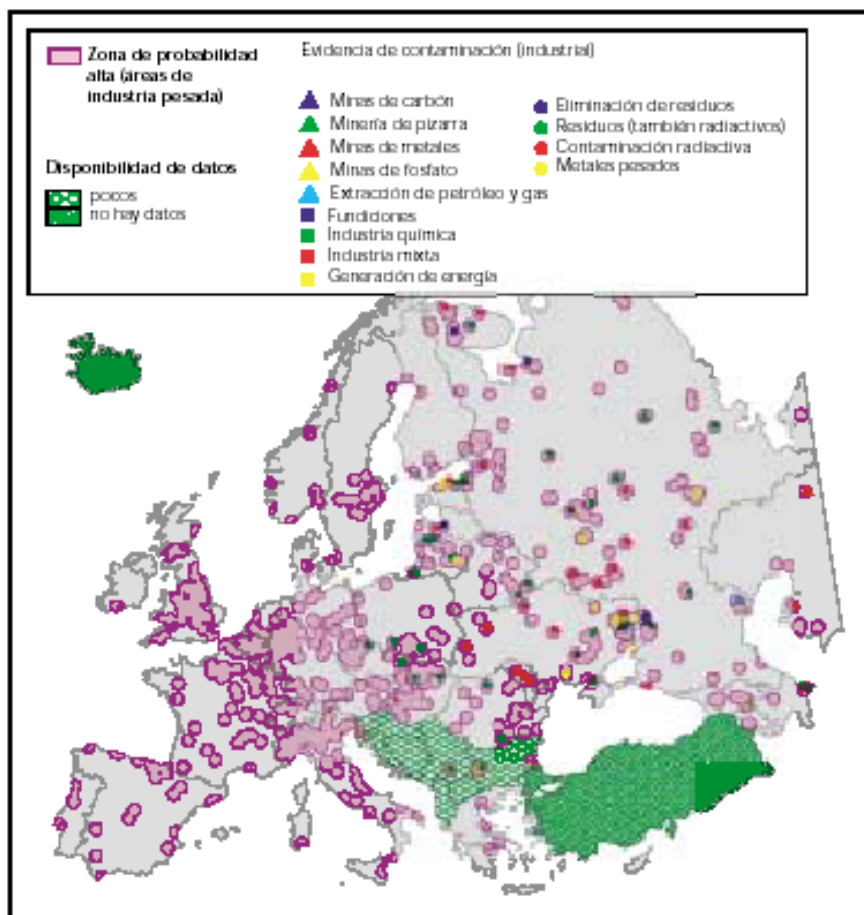 Zona de probabilidad
alta (áreas de
industria pesada)
Disponibilidad de datos
pocos
no hay datos
Evidencia de contaminación (industrial)
Minas de carbón
Minería de pizarra
Minas de metales
Minas de fosfato
Extracción de petróleo y gas
Fundiciones
Industria química
Industria mixta
Generación de energía
Eliminación de residuos
Residuos (también radiactivos)
Contaminación radiactiva
Metales pesados